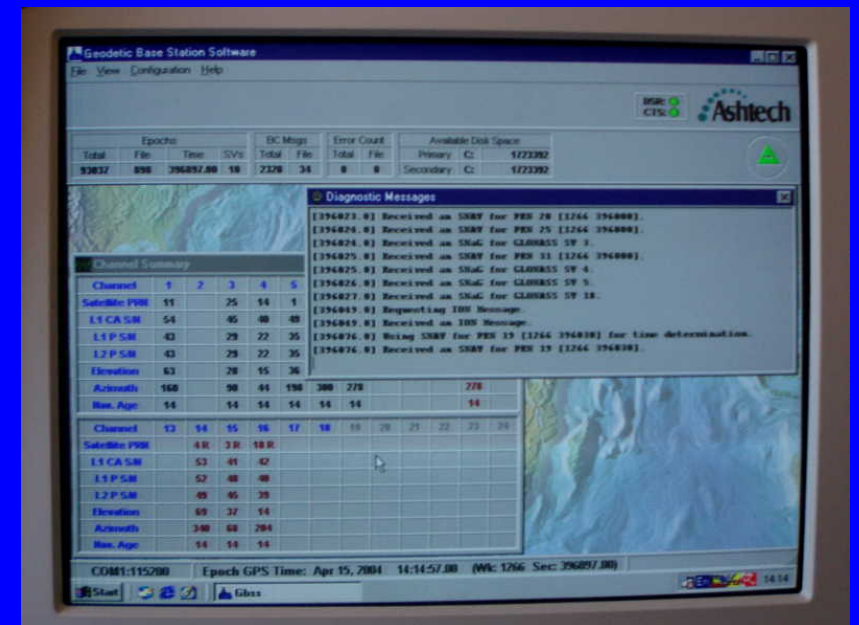 Geodetic Base Station Software
File View Configuration Help
DSR:
CTS:
Ashtech
Epochs BC Msgs Error Count Available Disk Space
Total File Time SVs Total File Total File Primary C: 1723392
93037 898 396897.00 10 2320 34 0 0 Secondary C: 1723392
Diagnostic Messages
[396023.0] Received an SNAV for PRN 20 [1266 396000].
[396024.0] Received an SNAV for PRN 25 [1266 396000].
[396024.0] Received an SNaG for GLONASS SV 3.
[396025.0] Received an SNAV for PRN 11 [1266 396000].
[396025.0] Received an SNaG for GLONASS SV 4.
[396026.0] Received an SNaG for GLONASS SV 5.
[396027.0] Received an SNaG for GLONASS SV 18.
[396049.0] Requesting ION Message.
[396049.0] Received an ION Message.
[396076.0] Using SNAV for PRN 19 [1266 396030] for time determination.
[396076.0] Received an SNAV for PRN 19 [1266 396030].
Channel Summary
Channel 1 2 3 4 5
Satellite PRN 11 25 14 1
L1 CA S/N 54 45 40 49
L1 P S/N 43 29 22 35
L2 P S/N 43 29 22 35
Elevation 63 28 15 36
Azimuth 160 90 44 198 300 278 278
Nav. Age 14 14 14 14 14 14 14
Channel 13 14 15 16 17 18 19 20 21 22 23 24
Satellite PRN 4 R 3 R 18 R
L1 CA S/N 53 41 42
L1 P S/N 52 40 40
L2 P S/N 49 45 39
Elevation 69 37 14
Azimuth 340 68 204
Nav. Age 14 14 14
COM1:115200 Epoch GPS Time: Apr 15, 2004 14:14:57.00 (Wk: 1266 Sec: 396897.00)
Start Gbss En 14:14